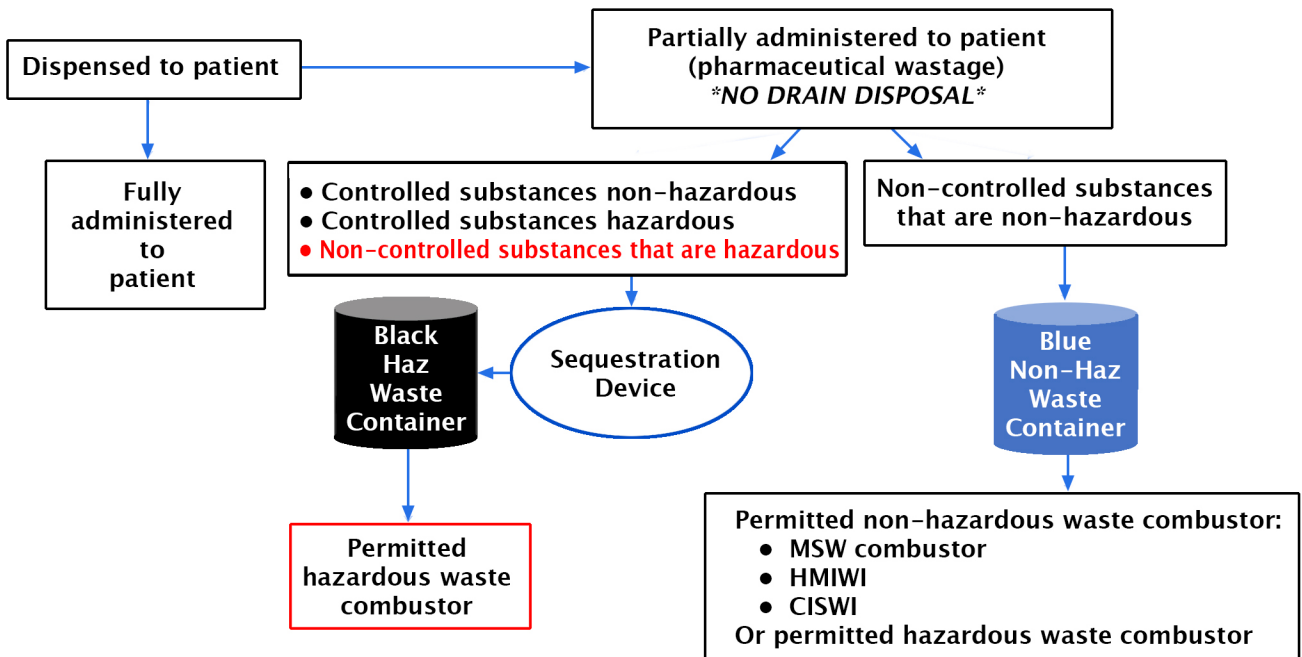 Dispensed to patient
Partially administered to patient
(pharmaceutical wastage)
*NO DRAIN DISPOSAL*
Fully
administered
to
patient
● Controlled substances non-hazardous
● Controlled substances hazardous
● Non-controlled substances that are hazardous
Non-controlled substances
that are non-hazardous
Black
Haz
Waste
Container
Sequestration
Device
Blue
Non-Haz
Waste
Container
Permitted
hazardous waste
combustor
Permitted non-hazardous waste combustor:
● MSW combustor
● HMIWI
● CISWI
Or permitted hazardous waste combustor